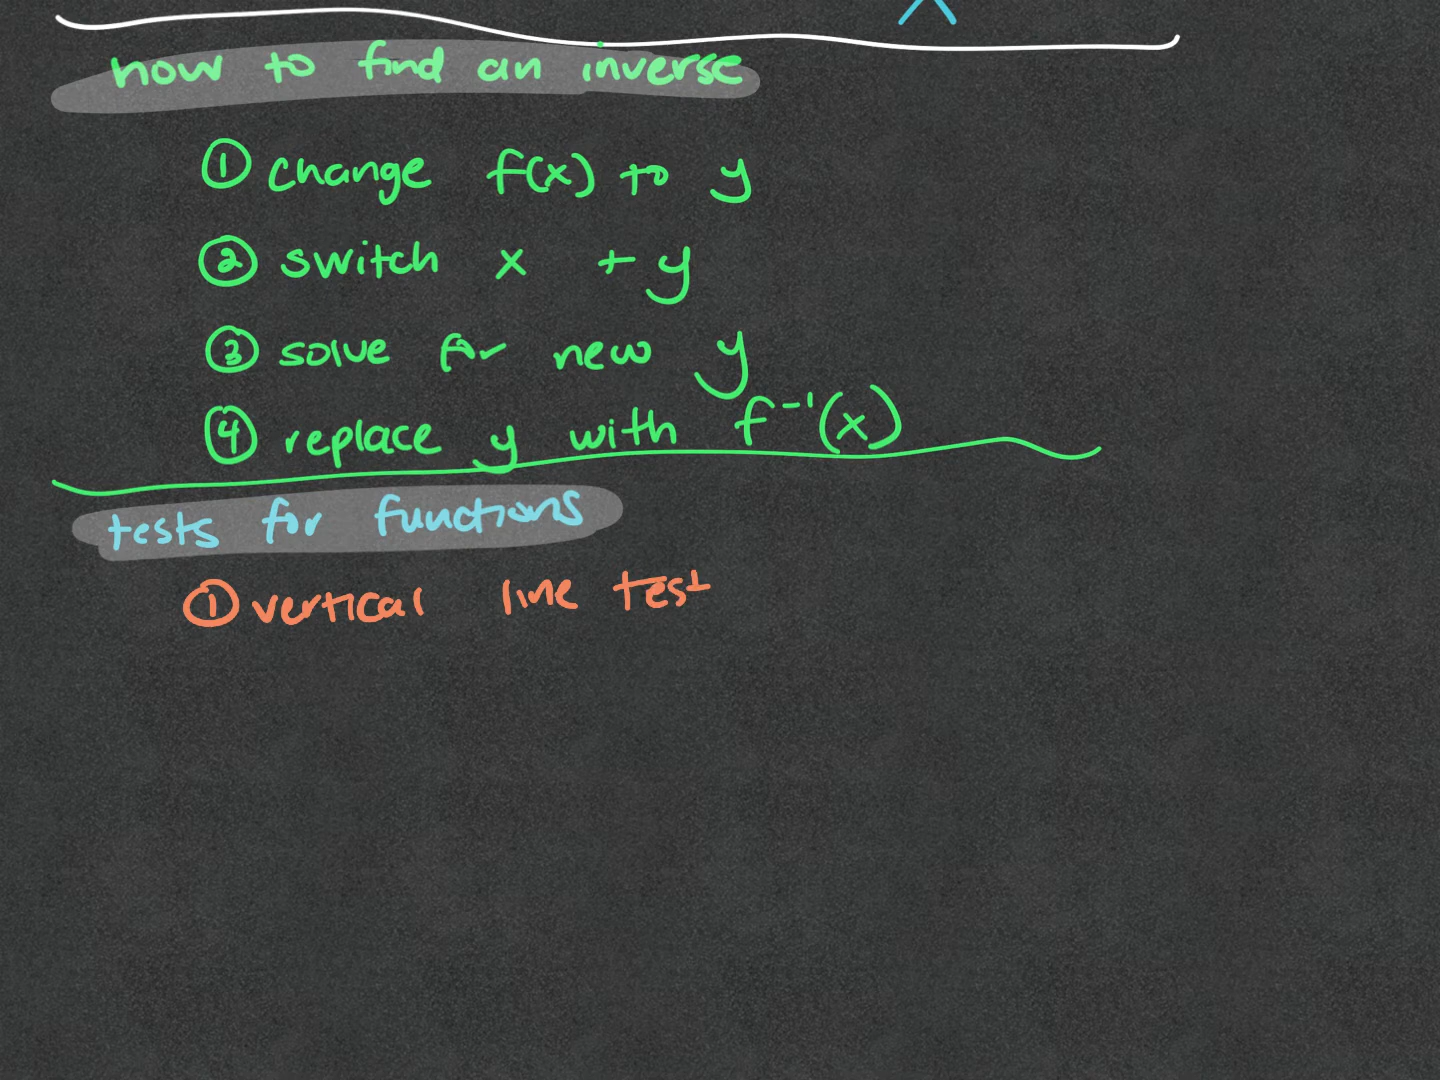 how to find an inverse
① change f(x) to y
② switch x + y
③ solve for new y
④ replace y with f⁻¹(x)
tests for functions
① vertical line test